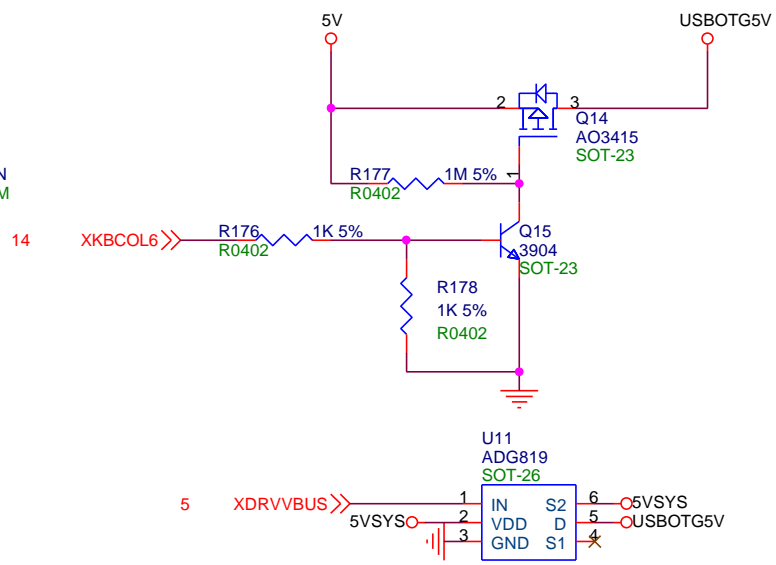 5V
USBOTG5V
2
3
Q14
AO3415
SOT-23
1
N
M
R177
1M 5%
R0402
14
XKBCOL6
R176
1K 5%
R0402
Q15
3904
SOT-23
R178
1K 5%
R0402
U11
ADG819
SOT-26
5
XDRVVBUS
1
IN
S2
6
5VSYS
5VSYS
2
VDD
D
5
USBOTG5V
3
GND
S1
4